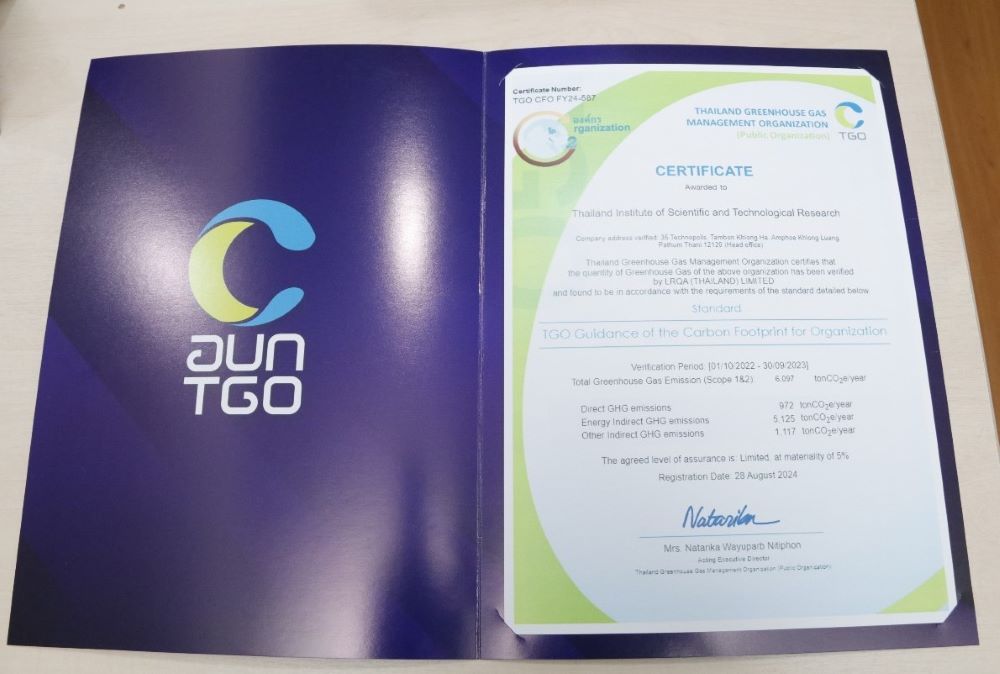 อบก
TGO
Certificate Number:
TGO CFO FY24-587
องค์กร
rganization
THAILAND GREENHOUSE GAS
MANAGEMENT ORGANIZATION
(Public Organization)
TGO
CERTIFICATE
Awarded to
Thailand Institute of Scientific and Technological Research
Company address verified: 35 Technopolis, Tambon Khlong Ha, Amphoe Khlong Luang,
Pathum Thani 12120 (Head office)
Thailand Greenhouse Gas Management Organization certifies that
the quantity of Greenhouse Gas of the above organization has been verified
by LRQA (THAILAND) LIMITED
and found to be in accordance with the requirements of the standard detailed below
Standard
TGO Guidance of the Carbon Footprint for Organization
Verification Period: [01/10/2022 - 30/09/2023]
Total Greenhouse Gas Emission (Scope 1&2) 6,097 tonCO₂e/year
Direct GHG emissions 972 tonCO₂e/year
Energy Indirect GHG emissions 5,125 tonCO₂e/year
Other Indirect GHG emissions 1,117 tonCO₂e/year
The agreed level of assurance is: Limited, at materiality of 5%
Registration Date: 28 August 2024
Natarika
Mrs. Natarika Wayuparb Nitiphon
Acting Executive Director
Thailand Greenhouse Gas Management Organization (Public Organization)